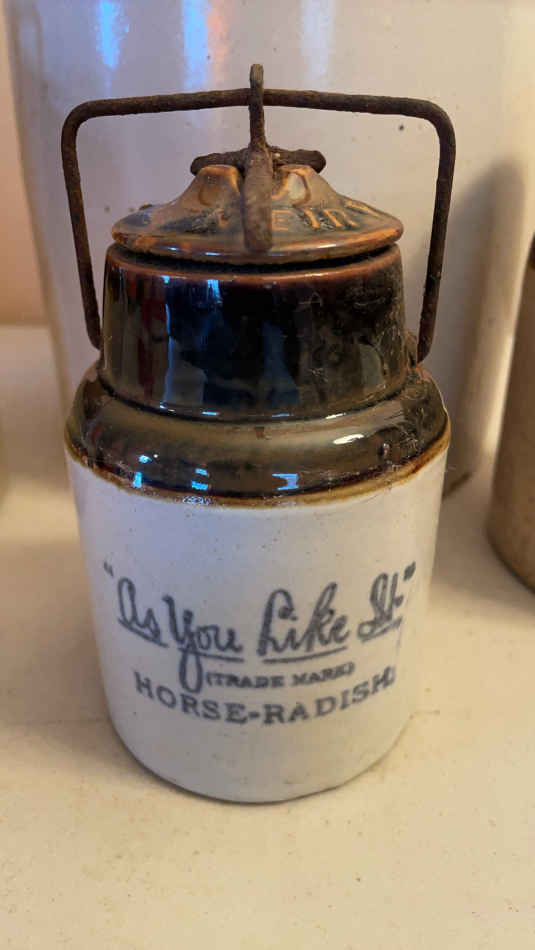 "As You Like It"
(TRADE MARK)
HORSE-RADISH.